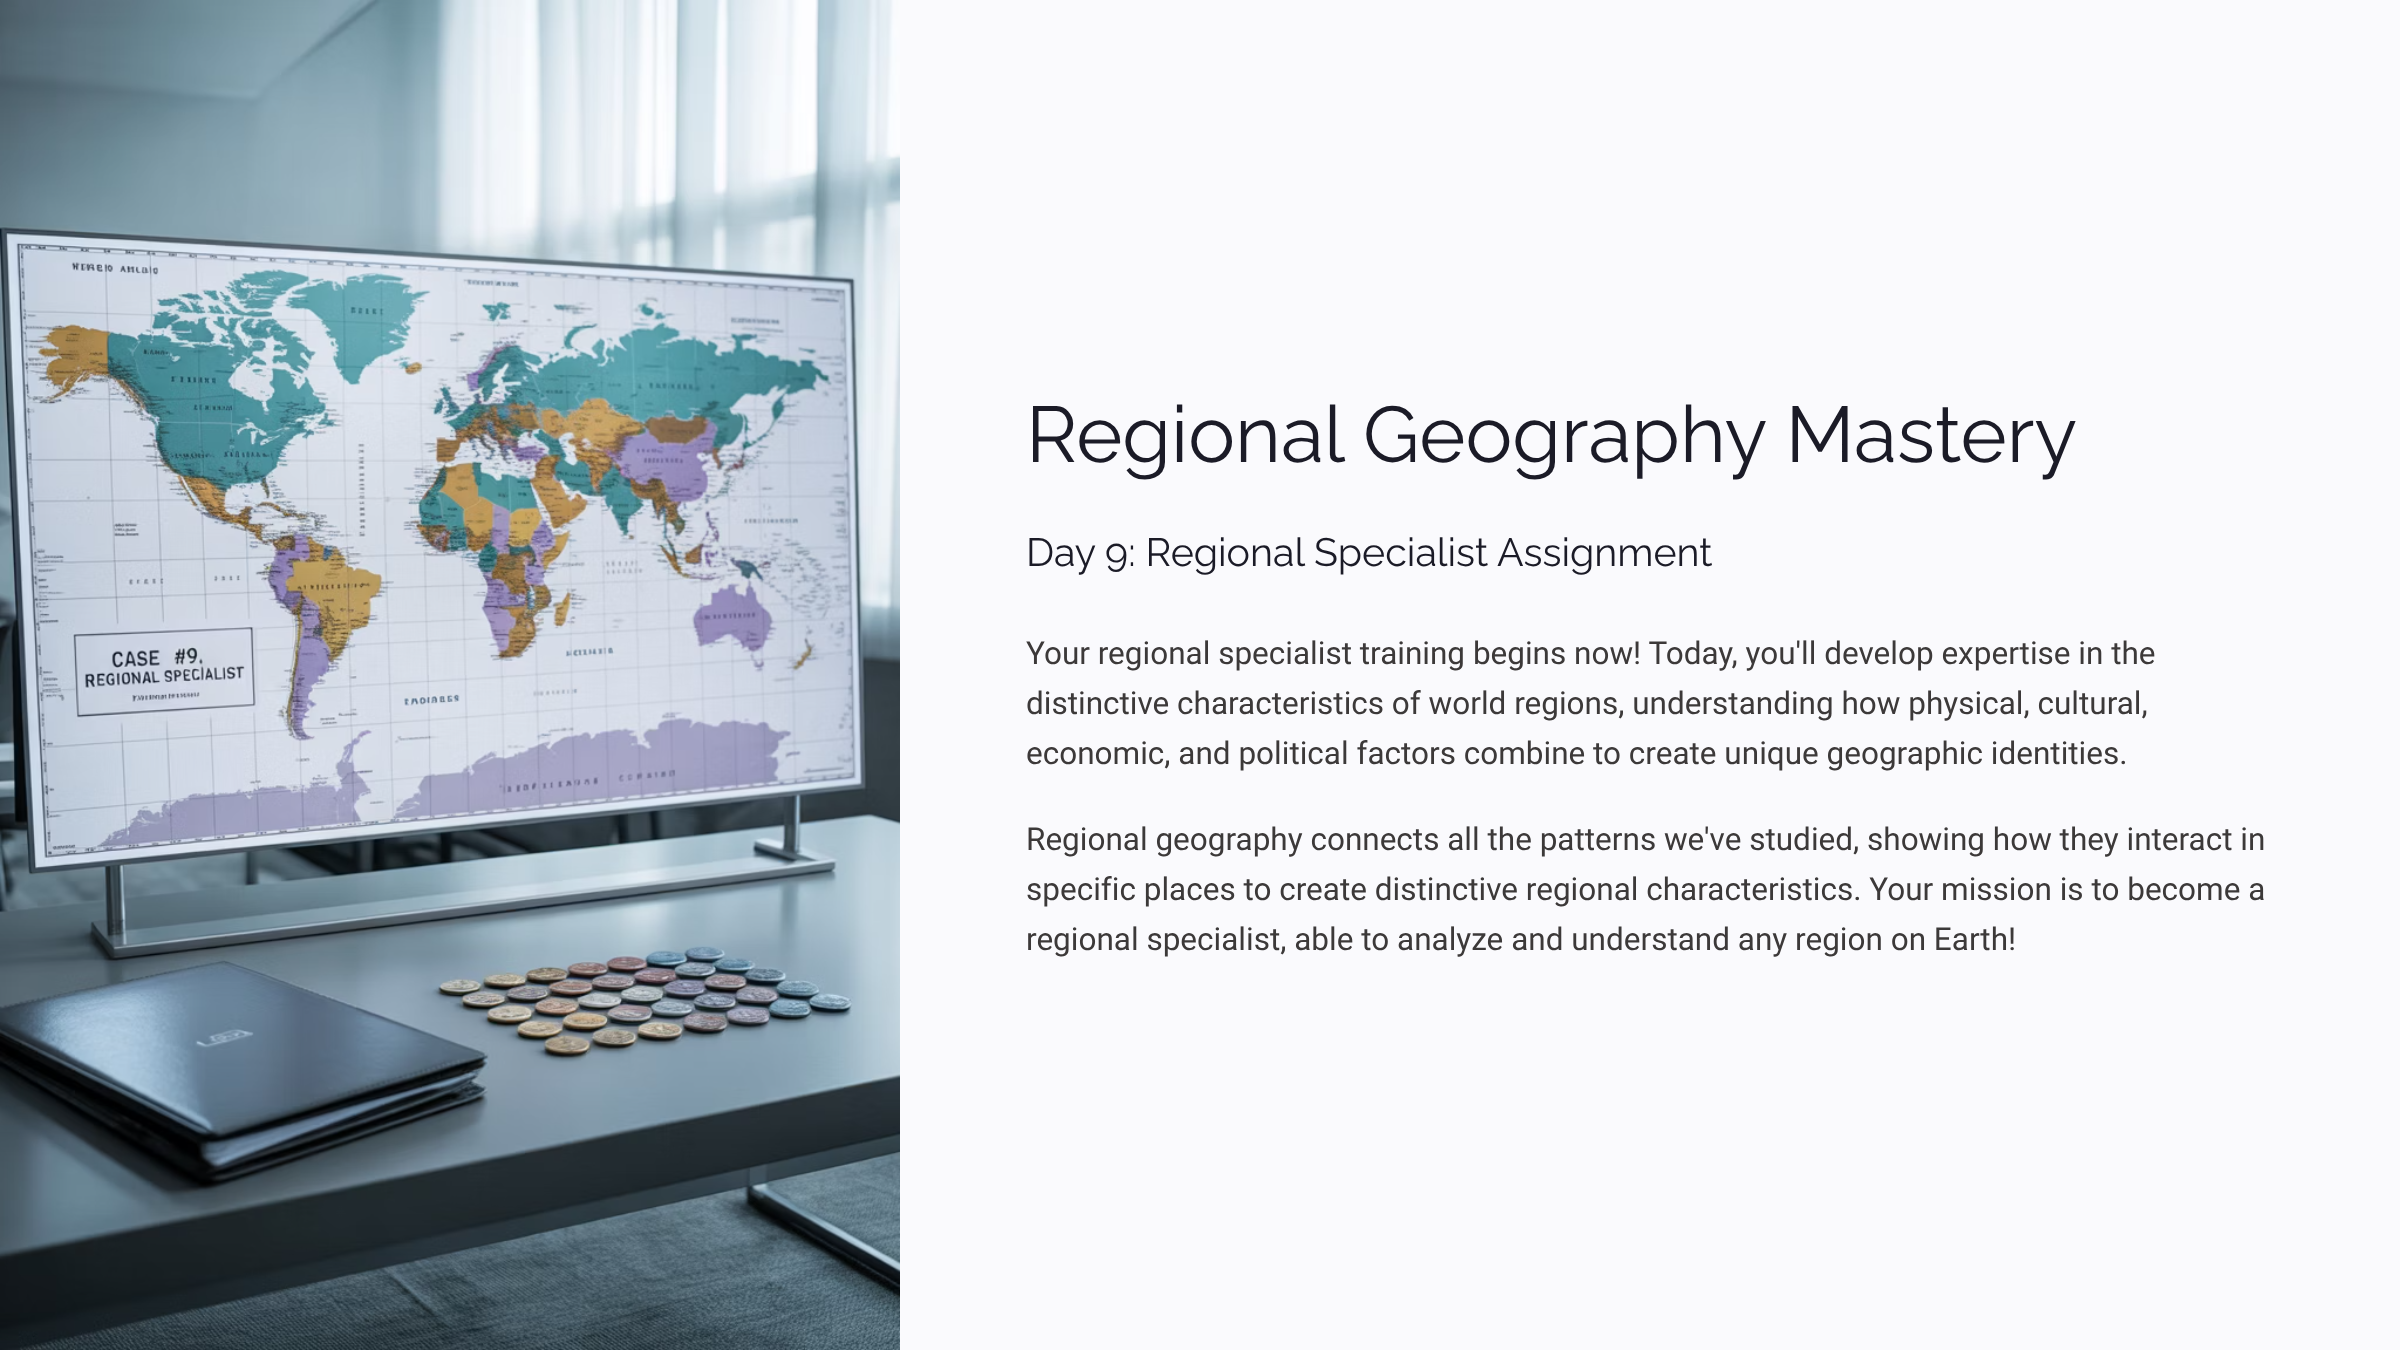 CASE #9.
REGIONAL SPECIALIST
Regional Geography Mastery
Day 9: Regional Specialist Assignment
Your regional specialist training begins now! Today, you'll develop expertise in the
distinctive characteristics of world regions, understanding how physical, cultural,
economic, and political factors combine to create unique geographic identities.
Regional geography connects all the patterns we've studied, showing how they interact in
specific places to create distinctive regional characteristics. Your mission is to become a
regional specialist, able to analyze and understand any region on Earth!